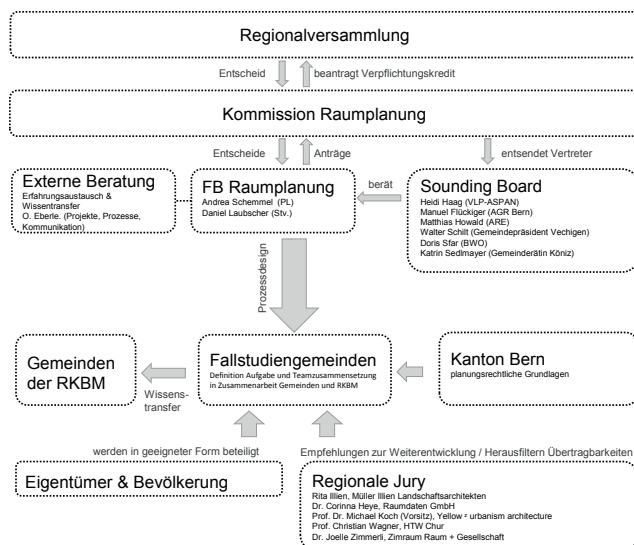 Regionalversammlung
Entscheid
beantragt Verpflichtungskredit
Kommission Raumplanung
Entscheide
Anträge
entsendet Vertreter
Externe Beratung
Erfahrungsaustausch &
Wissentransfer
O. Eberle. (Projekte, Prozesse,
Kommunikation)
FB Raumplanung
Andrea Schemmel (PL)
Daniel Laubscher (Stv.)
berät
Sounding Board
Heidi Haag (VLP-ASPAN)
Manuel Flückiger (AGR Bern)
Matthias Howald (ARE)
Walter Schilt (Gemeindepräsident Vechigen)
Doris Sfar (BWO)
Katrin Sedlmayer (Gemeinderätin Köniz)
Prozessdesign
Gemeinden
der RKBM
Wissens-
transfer
Fallstudiengemeinden
Definition Aufgabe und Teamzusammensetzung
in Zusammenarbeit Gemeinden und RKBM
Kanton Bern
planungsrechtliche Grundlagen
werden in geeigneter Form beteiligt
Empfehlungen zur Weiterentwicklung / Herausfiltern Übertragbarkeiten
Eigentümer & Bevölkerung
Regionale Jury
Rita Illien, Müller Illien Landschaftsarchitekten
Dr. Corinna Heye, Raumdaten GmbH
Prof. Dr. Michael Koch (Vorsitz), Yellow ᶻ urbanism architecture
Prof. Christian Wagner, HTW Chur
Dr. Joelle Zimmerli, Zimraum Raum + Gesellschaft